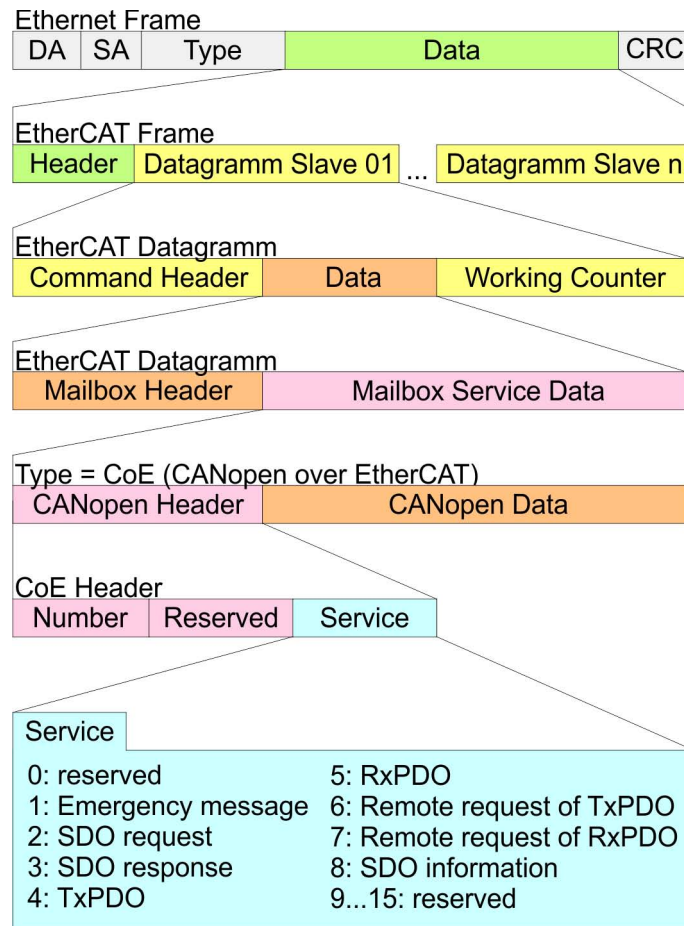 Ethernet Frame
DA SA Type Data CRC
EtherCAT Frame
Header Datagramm Slave 01 ... Datagramm Slave n
EtherCAT Datagramm
Command Header Data Working Counter
EtherCAT Datagramm
Mailbox Header Mailbox Service Data
Type = CoE (CANopen over EtherCAT)
CANopen Header CANopen Data
CoE Header
Number Reserved Service
Service
0: reserved
1: Emergency message
2: SDO request
3: SDO response
4: TxPDO
5: RxPDO
6: Remote request of TxPDO
7: Remote request of RxPDO
8: SDO information
9...15: reserved